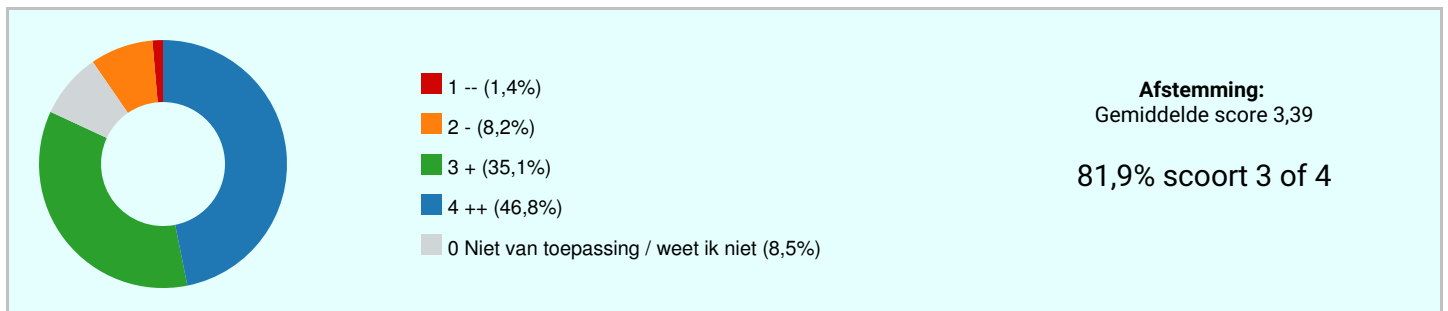 1 -- (1,4%)
2 - (8,2%)
3 + (35,1%)
4 ++ (46,8%)
0 Niet van toepassing / weet ik niet (8,5%)
Afstemming:
Gemiddelde score 3,39
81,9% scoort 3 of 4